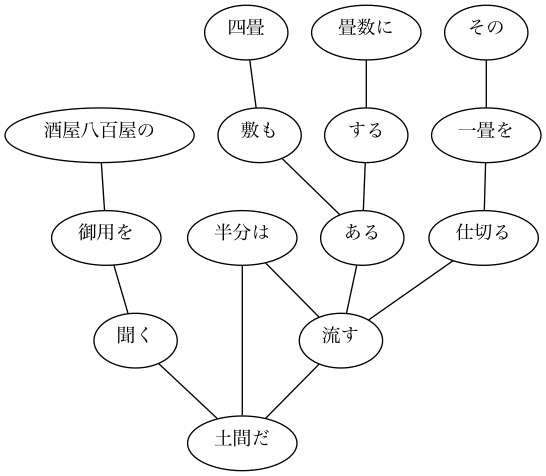 四畳
畳数に
その
酒屋八百屋の
敷も
する
一畳を
御用を
半分は
ある
仕切る
聞く
流す
土間だ